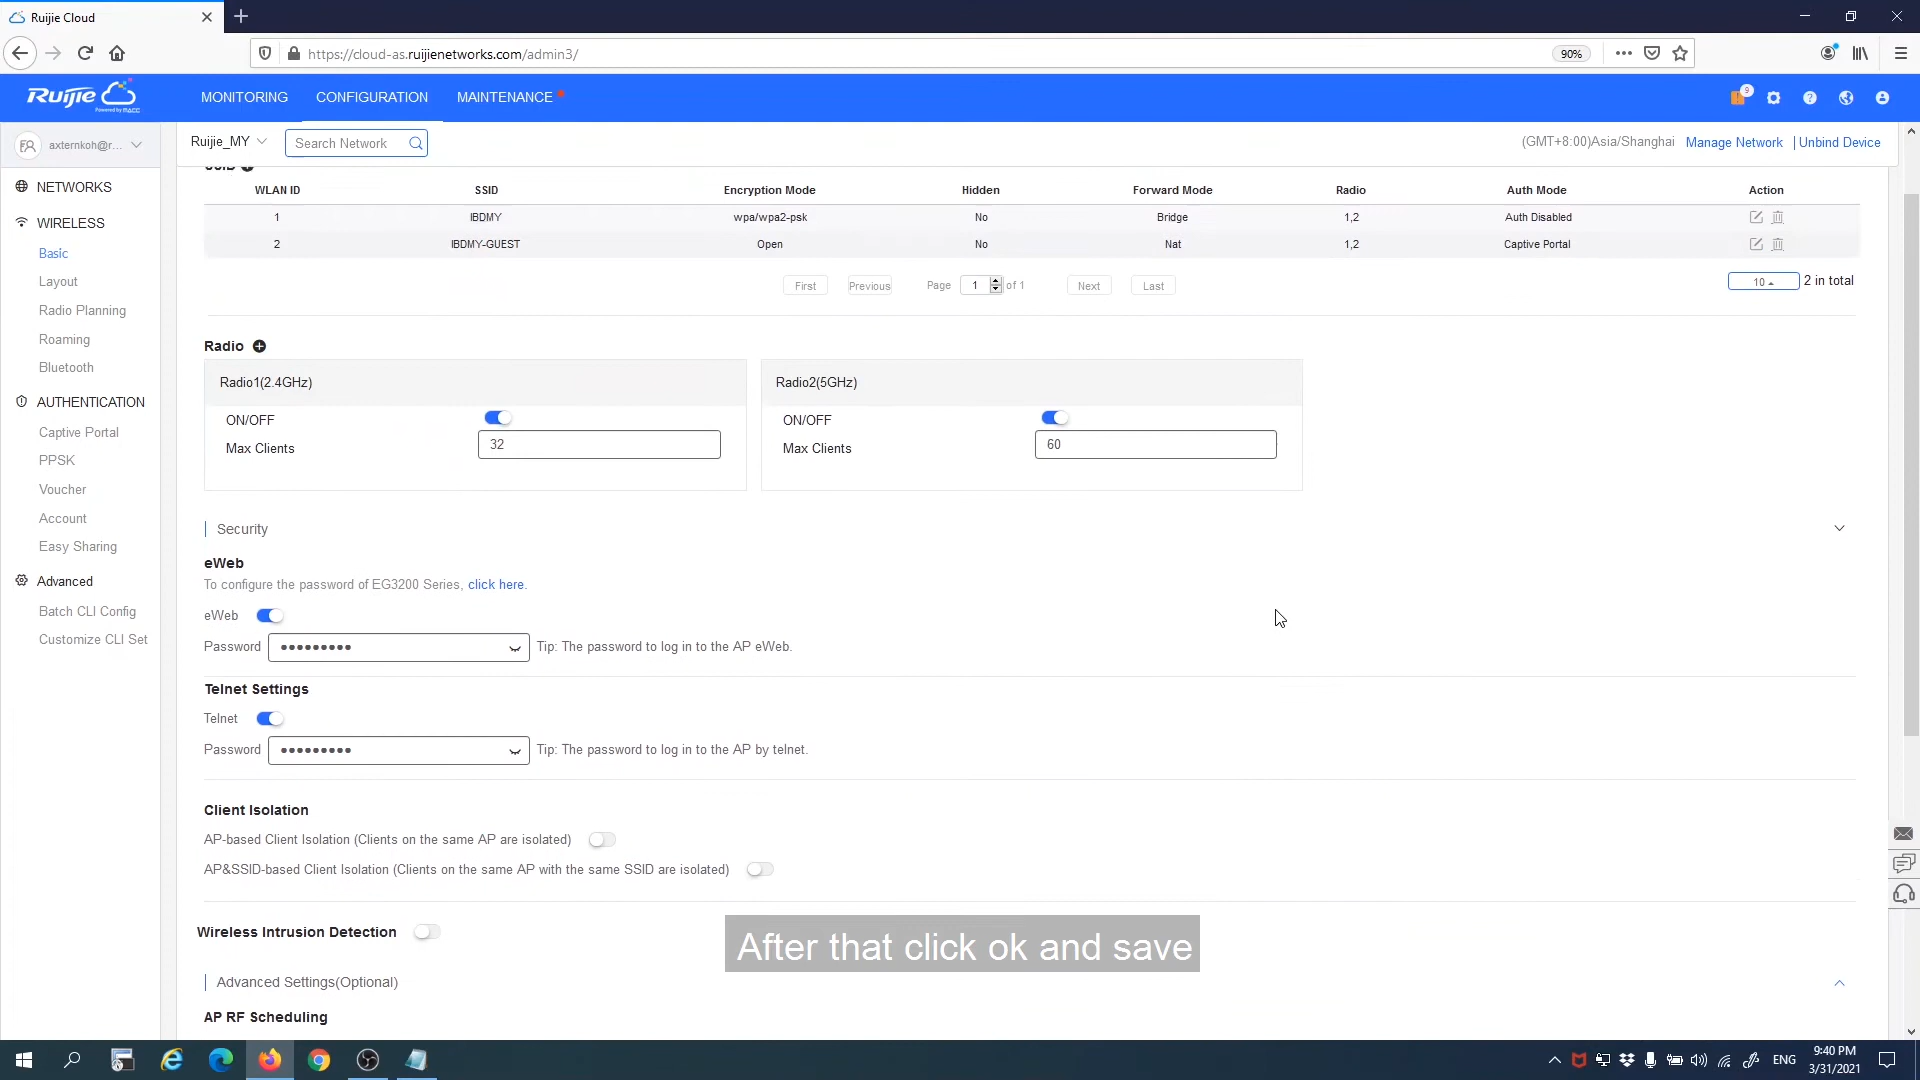 Ruijie Cloud
https://cloud-as.ruijienetworks.com/admin3/
90%
Ruijie
Powered by MACC
MONITORING
CONFIGURATION
MAINTENANCE
9
axternkoh@r...
Ruijie_MY
Search Network
(GMT+8:00)Asia/Shanghai
Manage Network
| Unbind Device
NETWORKS
WIRELESS
Basic
Layout
Radio Planning
Roaming
Bluetooth
AUTHENTICATION
Captive Portal
PPSK
Voucher
Account
Easy Sharing
Advanced
Batch CLI Config
Customize CLI Set
SSID
WLAN ID SSID Encryption Mode Hidden Forward Mode Radio Auth Mode Action
1 IBDMY wpa/wpa2-psk No Bridge 1,2 Auth Disabled
2 IBDMY-GUEST Open No Nat 1,2 Captive Portal
First Previous Page 1 of 1 Next Last 10 2 in total
Radio
Radio1(2.4GHz)
ON/OFF
Max Clients 32
Radio2(5GHz)
ON/OFF
Max Clients 60
Security
eWeb
To configure the password of EG3200 Series, click here.
eWeb
Password ●●●●●●●●● Tip: The password to log in to the AP eWeb.
Telnet Settings
Telnet
Password ●●●●●●●●● Tip: The password to log in to the AP by telnet.
Client Isolation
AP-based Client Isolation (Clients on the same AP are isolated)
AP&SSID-based Client Isolation (Clients on the same AP with the same SSID are isolated)
Wireless Intrusion Detection
After that click ok and save
Advanced Settings(Optional)
AP RF Scheduling
ENG
9:40 PM
3/31/2021